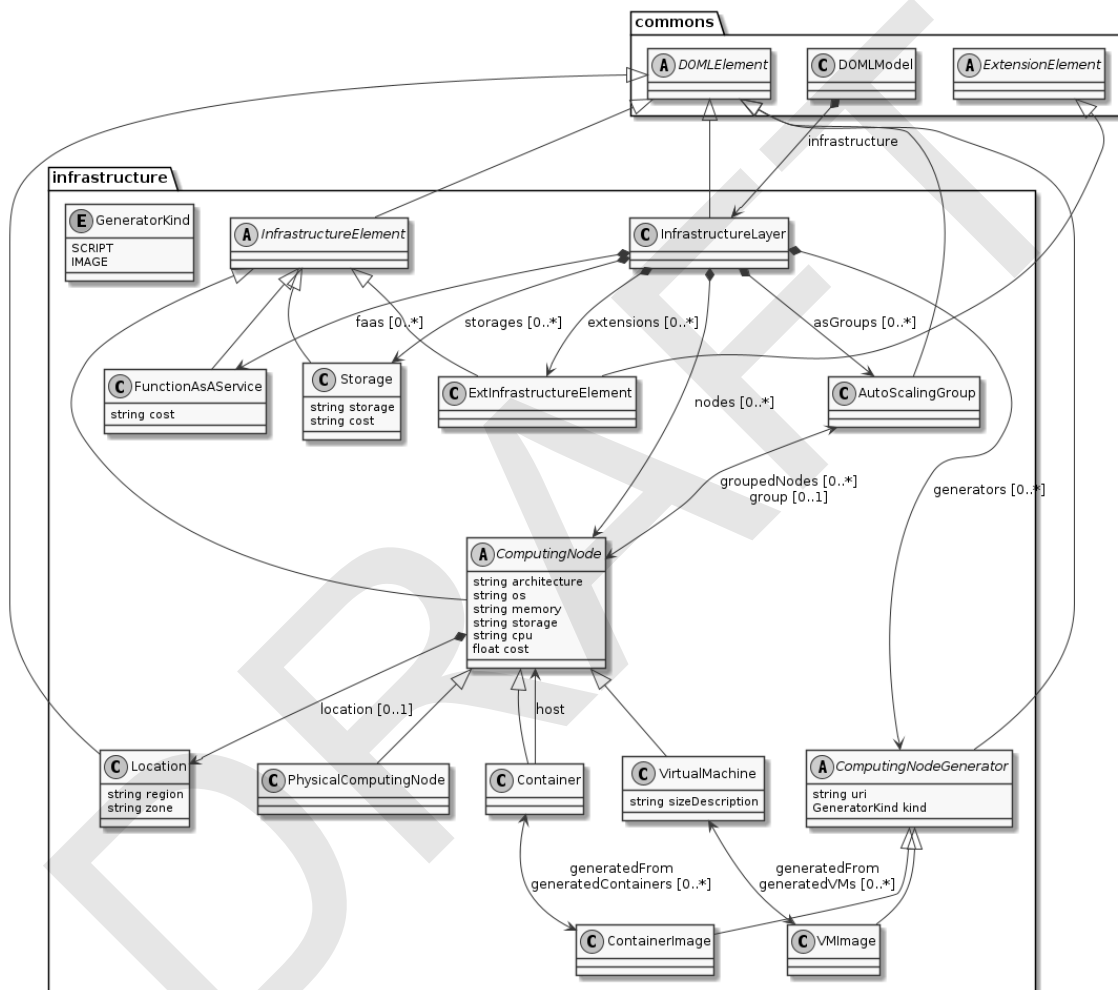 commons
A DOMLElement
C DOMLModel
A ExtensionElement
infrastructure
infrastructure
E GeneratorKind
SCRIPT
IMAGE
A InfrastructureElement
C InfrastructureLayer
faas [0..*]
storages [0..*]
extensions [0..*]
asGroups [0..*]
C FunctionAsAService
string cost
C Storage
string storage
string cost
C ExtInfrastructureElement
C AutoScalingGroup
nodes [0..*]
groupedNodes [0..*]
group [0..1]
generators [0..*]
A ComputingNode
string architecture
string os
string memory
string storage
string cpu
float cost
location [0..1]
host
C Location
string region
string zone
C PhysicalComputingNode
C Container
C VirtualMachine
string sizeDescription
A ComputingNodeGenerator
string uri
GeneratorKind kind
generatedFrom
generatedContainers [0..*]
generatedFrom
generatedVMs [0..*]
C ContainerImage
C VMImage
DRAFT